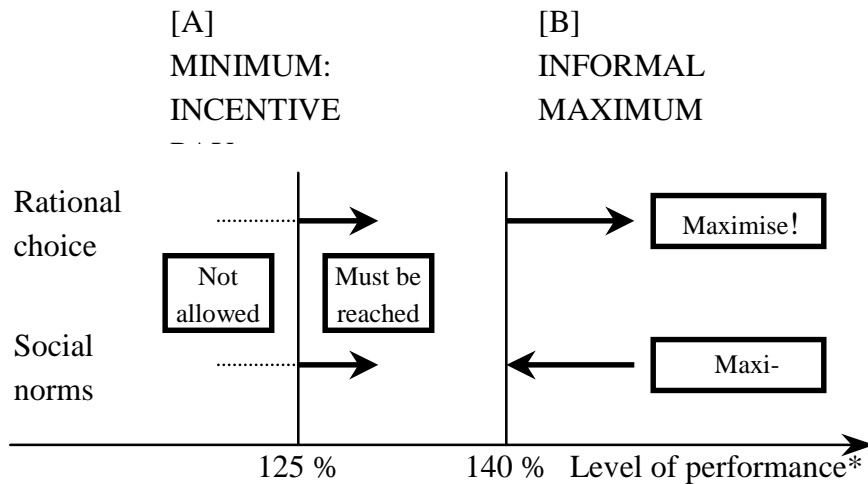 [A]
MINIMUM:
INCENTIVE
[B]
INFORMAL
MAXIMUM
Rational
choice
Maximise!
Not
allowed
Must be
reached
Social
norms
Maxi-
125 %
140 %
Level of performance*